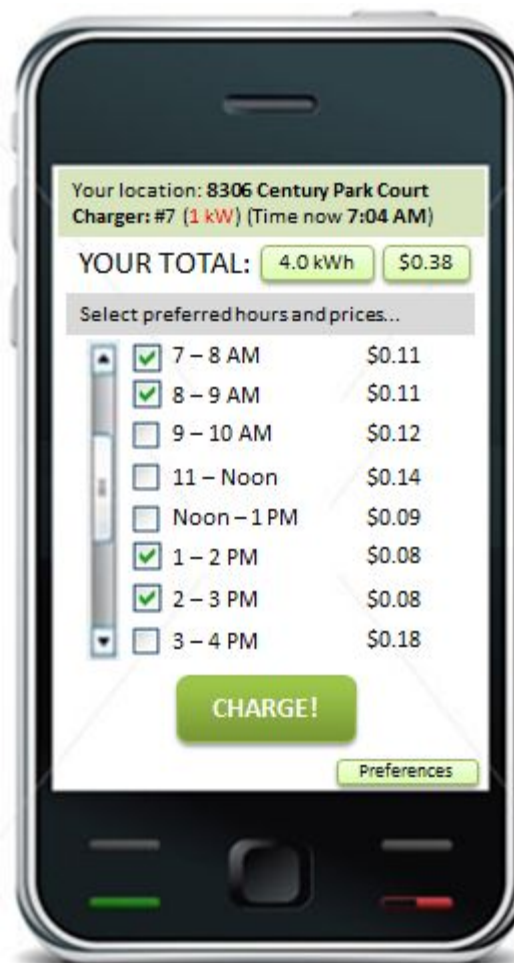 Your location: 8306 Century Park Court
Charger: #7 (1 kW) (Time now 7:04 AM)
YOUR TOTAL: 4.0 kWh $0.38
Select preferred hours and prices...
7 – 8 AM $0.11
8 – 9 AM $0.11
9 – 10 AM $0.12
11 – Noon $0.14
Noon – 1 PM $0.09
1 – 2 PM $0.08
2 – 3 PM $0.08
3 – 4 PM $0.18
CHARGE!
Preferences